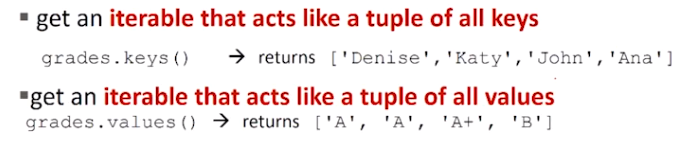 ▪ get an iterable that acts like a tuple of all keys
grades.keys() → returns ['Denise','Katy','John','Ana']
▪get an iterable that acts like a tuple of all values
grades.values() → returns ['A', 'A', 'A+', 'B']